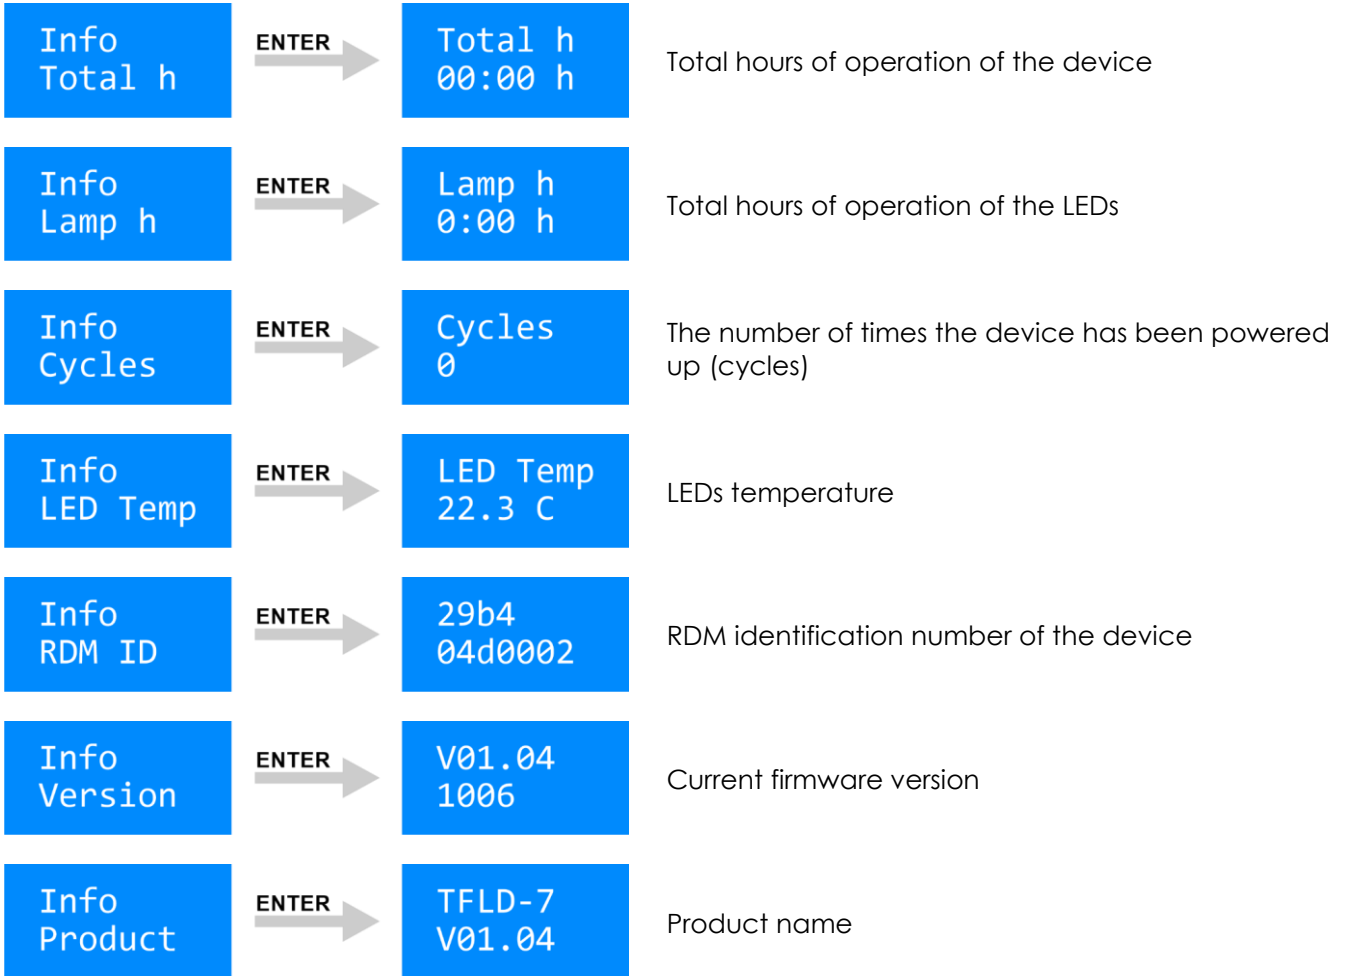 Info
Total h
ENTER
Total h
00:00 h
Total hours of operation of the device
Info
Lamp h
ENTER
Lamp h
0:00 h
Total hours of operation of the LEDs
Info
Cycles
ENTER
Cycles
0
The number of times the device has been powered
up (cycles)
Info
LED Temp
ENTER
LED Temp
22.3 C
LEDs temperature
Info
RDM ID
ENTER
29b4
04d0002
RDM identification number of the device
Info
Version
ENTER
V01.04
1006
Current firmware version
Info
Product
ENTER
TFLD-7
V01.04
Product name